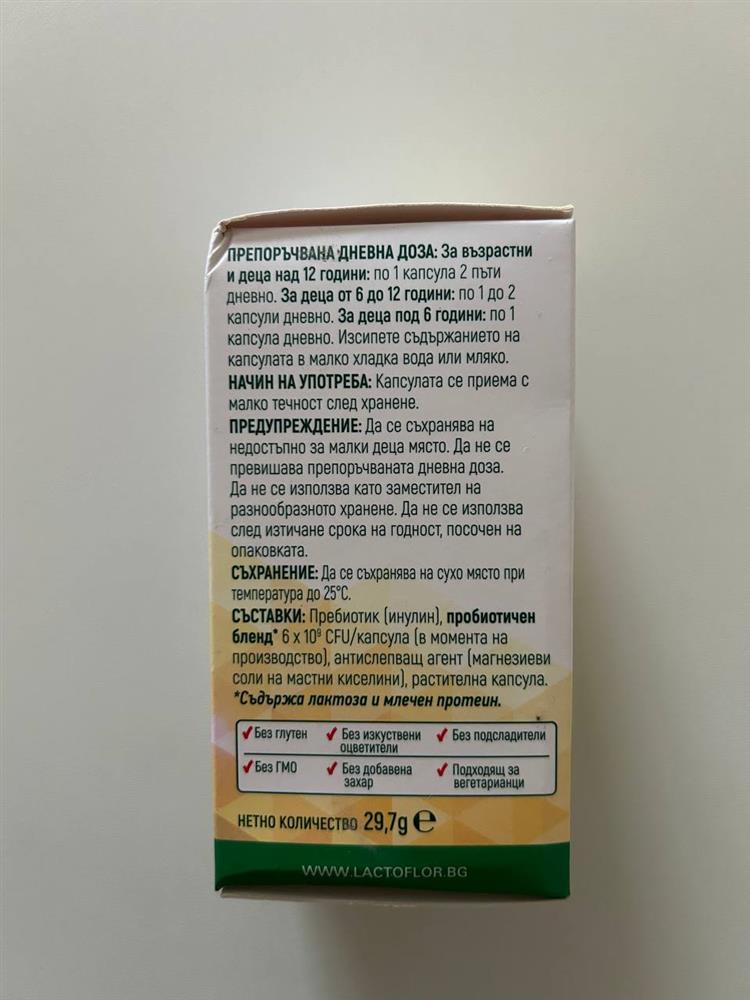 ПРЕПОРЪЧВАНА ДНЕВНА ДОЗА: За възрастни
и деца над 12 години: по 1 капсула 2 пъти
дневно. За деца от 6 до 12 години: по 1 до 2
капсули дневно. За деца под 6 години: по 1
капсула дневно. Изсипете съдържанието на
капсулата в малко хладка вода или мляко.
НАЧИН НА УПОТРЕБА: Капсулата се приема с
малко течност след хранене.
ПРЕДУПРЕЖДЕНИЕ: Да се съхранява на
недостъпно за малки деца място. Да не се
превишава препоръчваната дневна доза.
Да не се използва като заместител на
разнообразното хранене. Да не се използва
след изтичане срока на годност, посочен на
опаковката.
СЪХРАНЕНИЕ: Да се съхранява на сухо място при
температура до 25°C.
СЪСТАВКИ: Пребиотик (инулин), пробиотичен
бленд* 6 x 10⁹ CFU/капсула (в момента на
производство), антислепващ агент (магнезиеви
соли на мастни киселини), растителна капсула.
*Съдържа лактоза и млечен протеин.
Без глутен Без изкуствени оцветители Без подсладители
Без ГМО Без добавена захар Подходящ за вегетарианци
НЕТНО КОЛИЧЕСТВО 29,7g ℮
WWW.LACTOFLOR.BG